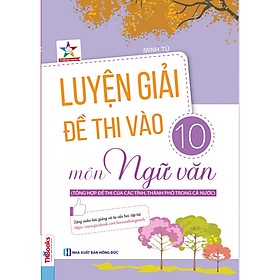 MINH TÚ
LUYỆN GIẢI
ĐỀ THI VÀO
10
môn Ngữ văn
(TỔNG HỢP ĐỀ THI CỦA CÁC TỈNH, THÀNH PHỐ TRONG CẢ NƯỚC)
TKBooks
NHÀ XUẤT BẢN HỒNG ĐỨC